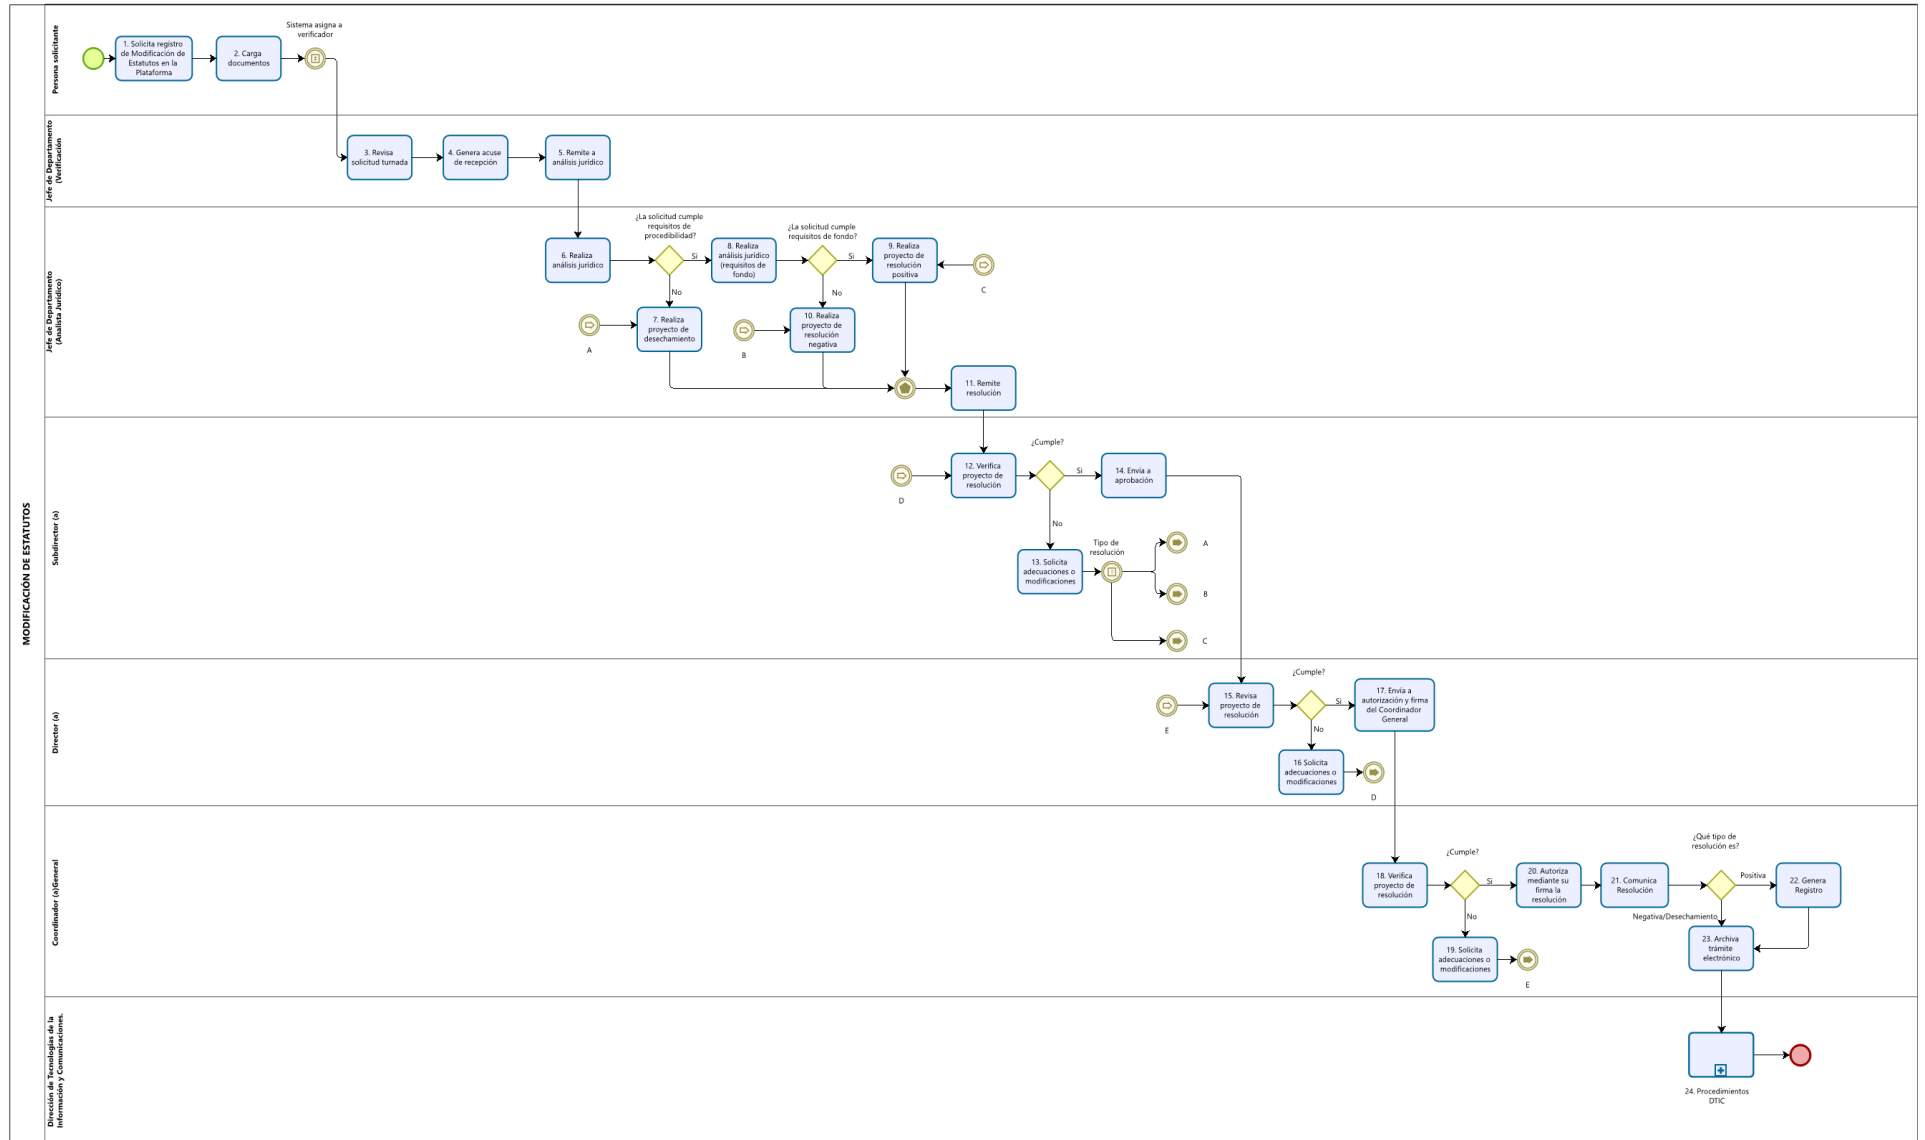 MODIFICACIÓN DE ESTATUTOS
Persona solicitante
1. Solicita registro
de Modificación de
Estatutos en la
Plataforma
2. Carga
documentos
Sistema asigna a
verificador
Jefe de Departamento
(Verificación
3. Revisa
solicitud turnada
4. Genera acuse
de recepción
5. Remite a
análisis jurídico
Jefe de Departamento
(Analista Jurídico)
6. Realiza
análisis jurídico
¿La solicitud cumple
requisitos de
procedibilidad?
Si
No
8. Realiza
análisis jurídico
(requisitos de
fondo)
¿La solicitud cumple
requisitos de fondo?
Si
No
9. Realiza
proyecto de
resolución
positiva
C
A
7. Realiza
proyecto de
desechamiento
B
10. Realiza
proyecto de
resolución
negativa
11. Remite
resolución
Subdirector (a)
D
12. Verifica
proyecto de
resolución
¿Cumple?
Si
No
14. Envía a
aprobación
13. Solicita
adecuaciones o
modificaciones
Tipo de
resolución
A
B
C
Director (a)
E
15. Revisa
proyecto de
resolución
¿Cumple?
Si
No
17. Envía a
autorización y firma
del Coordinador
General
16 Solicita
adecuaciones o
modificaciones
D
Coordinador (a)General
18. Verifica
proyecto de
resolución
¿Cumple?
Si
No
20. Autoriza
mediante su
firma la
resolución
21. Comunica
Resolución
¿Qué tipo de
resolución es?
Positiva
Negativa/Desechamiento
22. Genera
Registro
19. Solicita
adecuaciones o
modificaciones
E
23. Archiva
trámite
electrónico
Dirección de Tecnologías de la
Información y Comunicaciones.
24. Procedimientos
DTIC